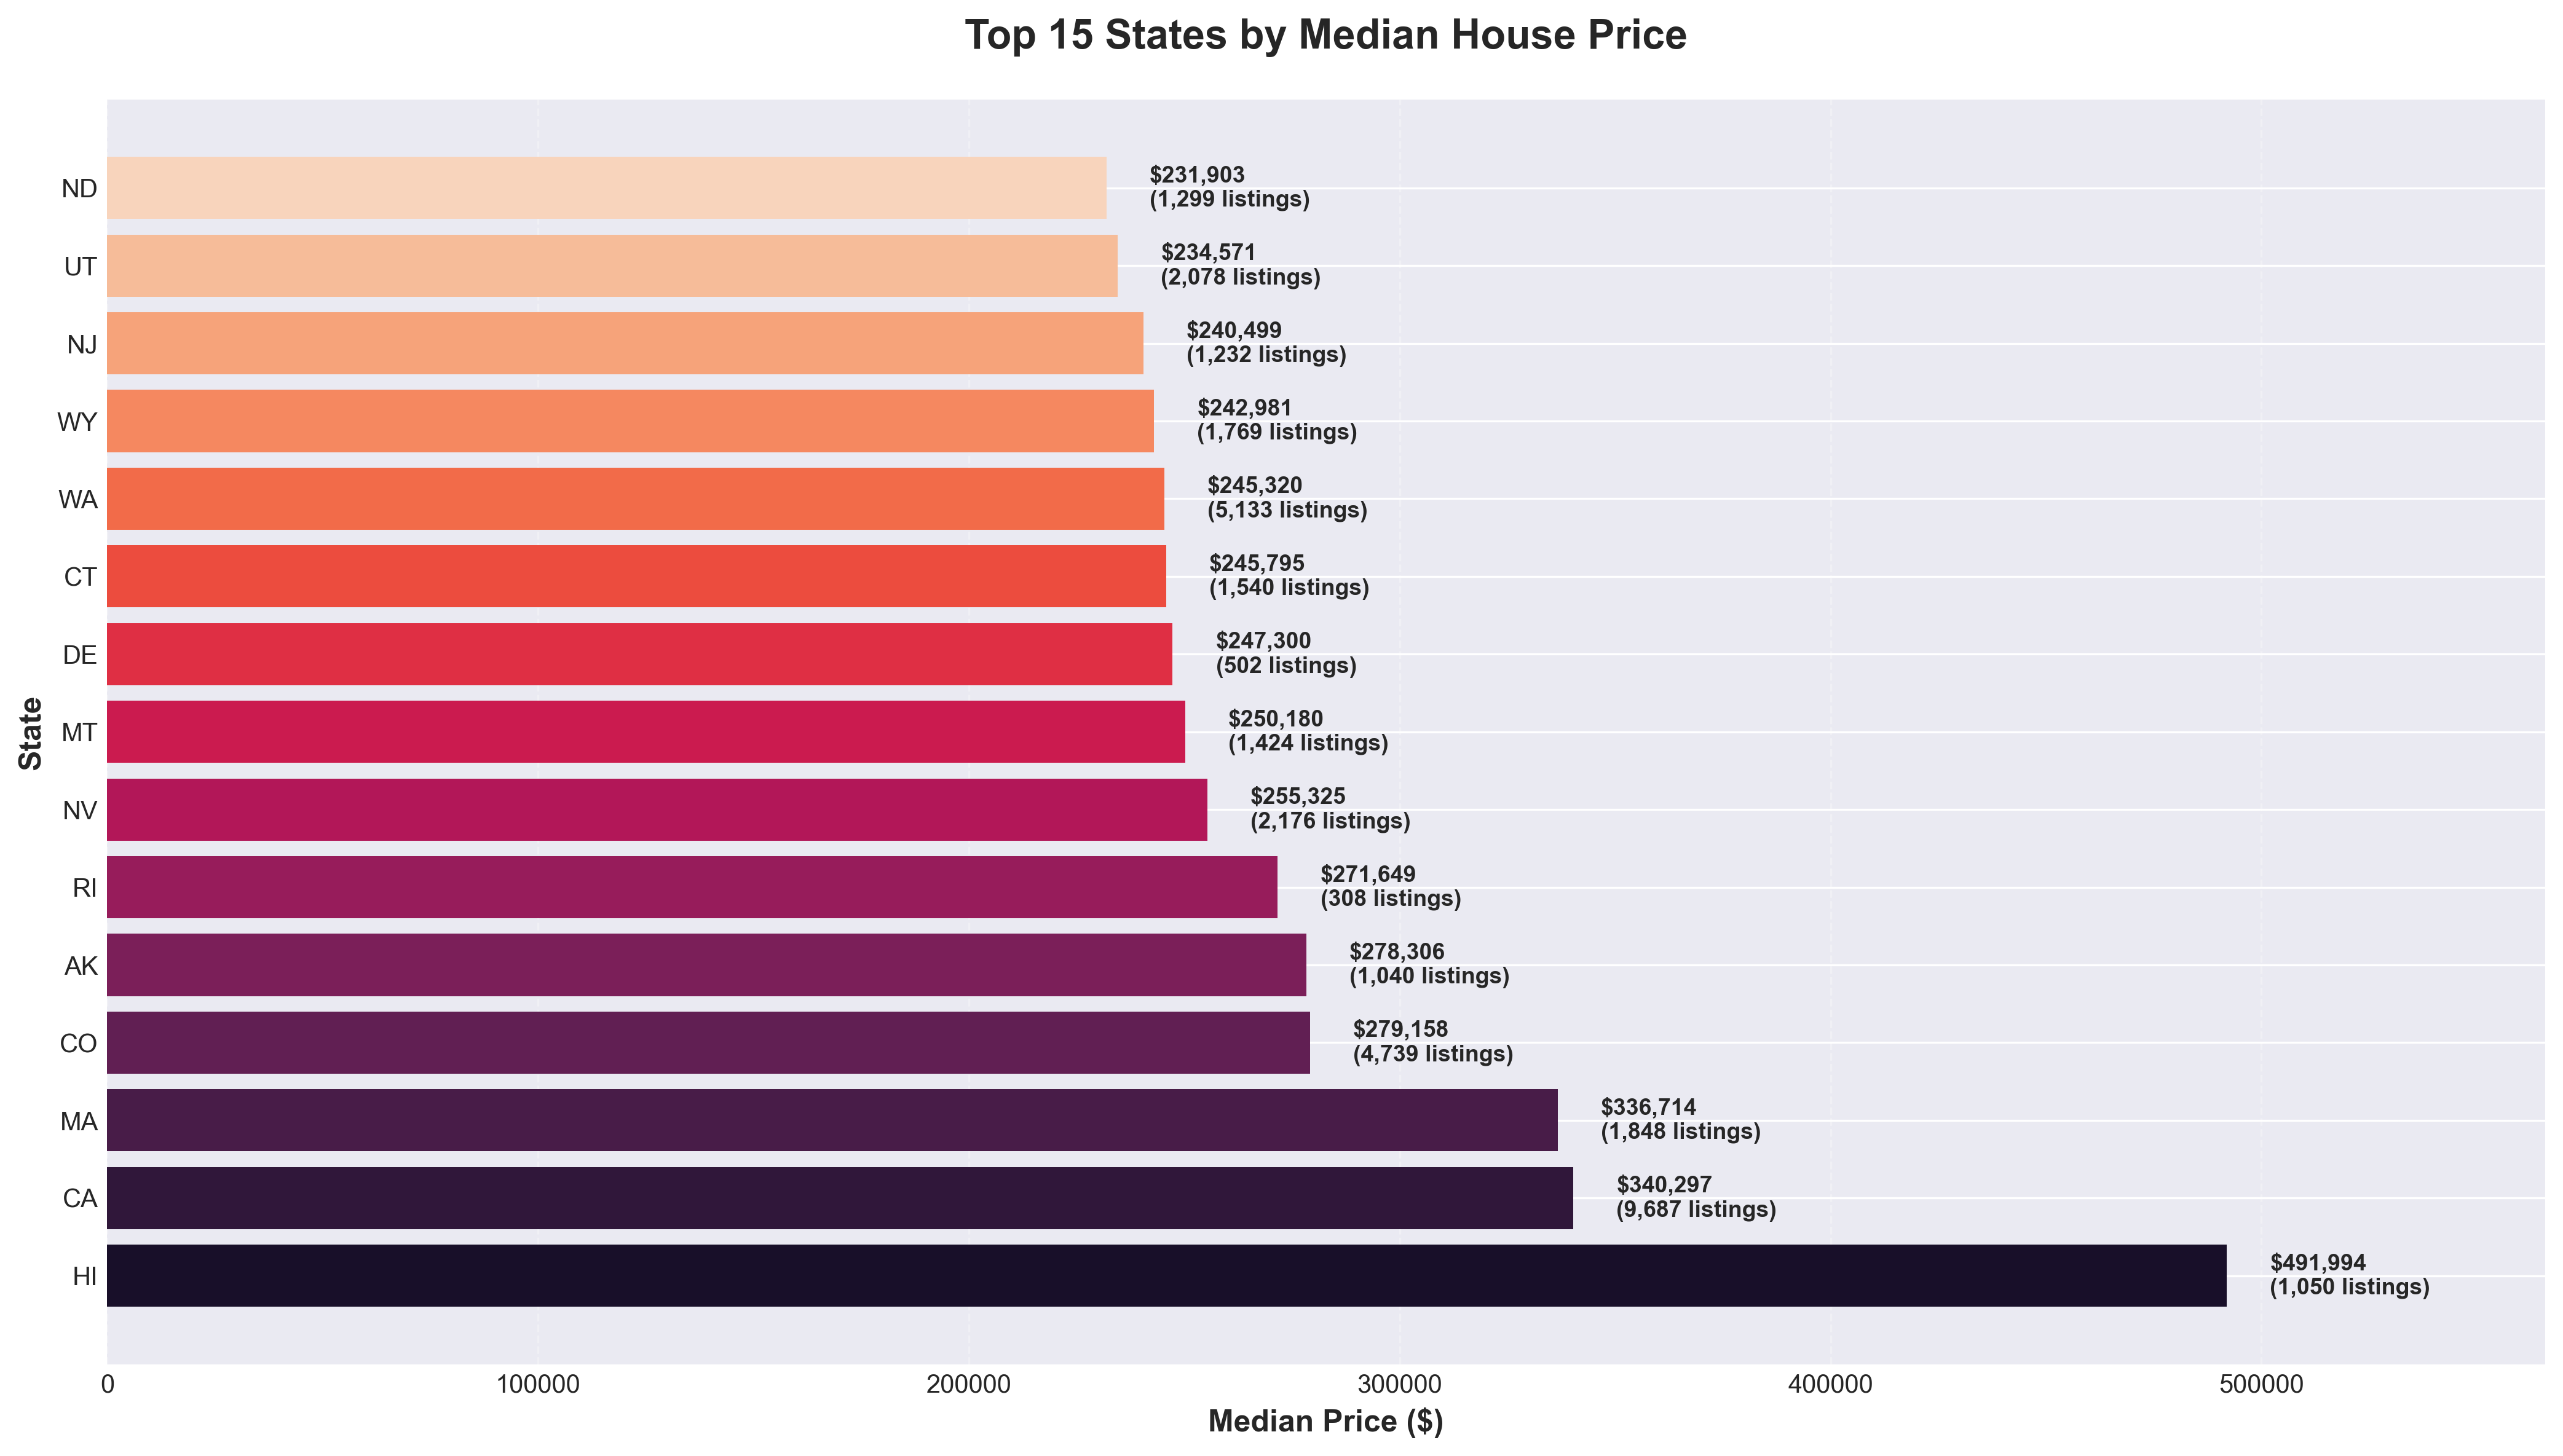 Top 15 States by Median House Price
State
ND
$231,903
(1,299 listings)
UT
$234,571
(2,078 listings)
NJ
$240,499
(1,232 listings)
WY
$242,981
(1,769 listings)
WA
$245,320
(5,133 listings)
CT
$245,795
(1,540 listings)
DE
$247,300
(502 listings)
MT
$250,180
(1,424 listings)
NV
$255,325
(2,176 listings)
RI
$271,649
(308 listings)
AK
$278,306
(1,040 listings)
CO
$279,158
(4,739 listings)
MA
$336,714
(1,848 listings)
CA
$340,297
(9,687 listings)
HI
$491,994
(1,050 listings)
0 100000 200000 300000 400000 500000
Median Price ($)